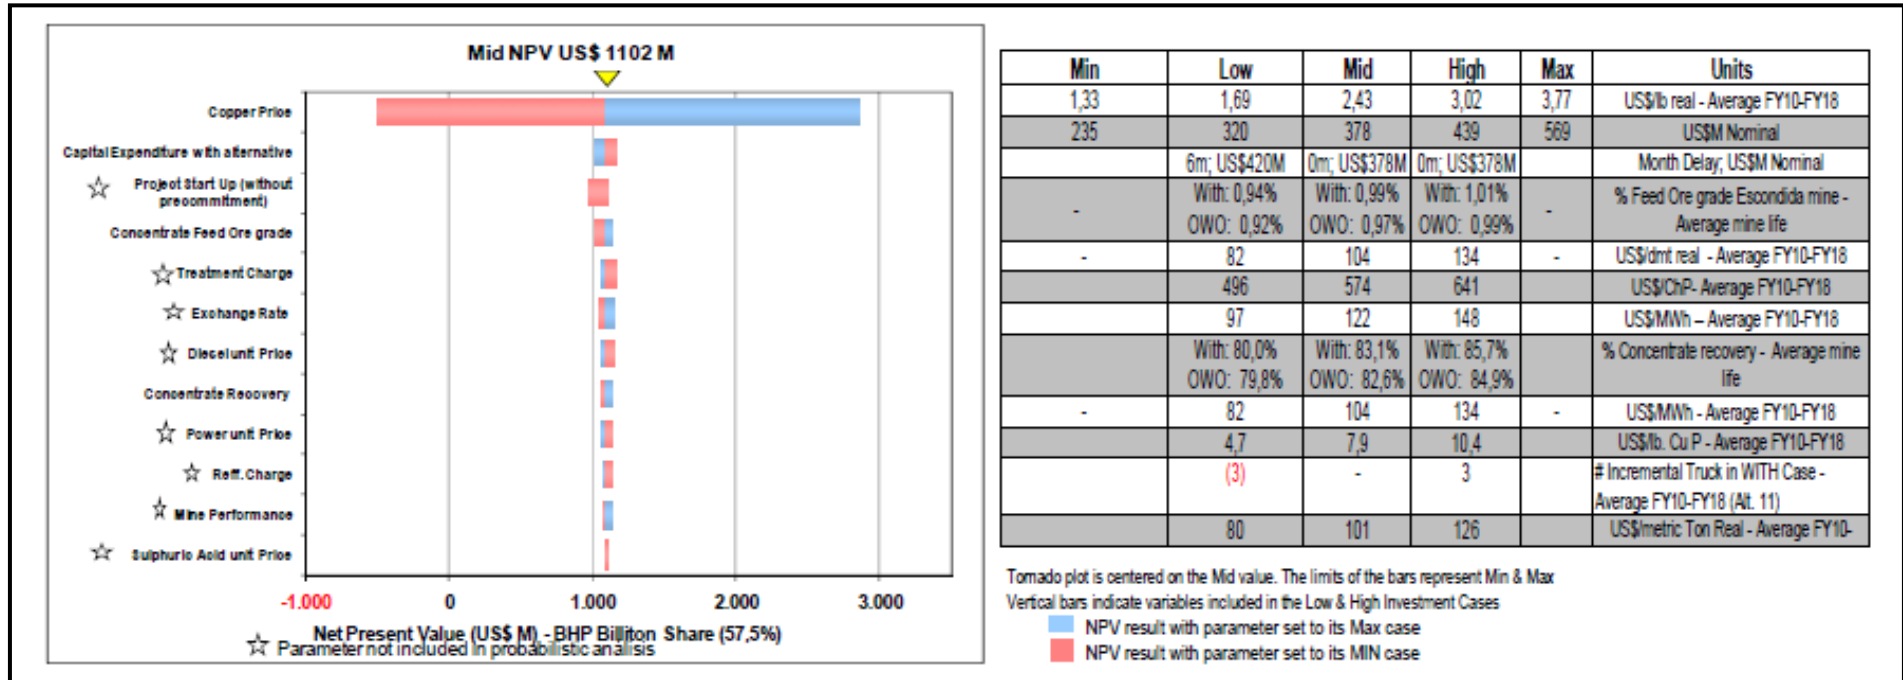 Mid NPV US$ 1102 M
Copper Price
Capital Expenditure with alternative
☆ Project Start Up (without
precommitment)
Concentrate Feed Ore grade
☆ Treatment Charge
☆ Exchange Rate
☆ Diesel unit Price
Concentrate Recovery
☆ Power unit Price
☆ Reff. Charge
☆ Mine Performance
☆ Sulphuric Acid unit Price
-1.000 0 1.000 2.000 3.000
Net Present Value (US$ M) - BHP Billiton Share (57,5%)
☆ Parameter not included in probabilistic analisis
Min Low Mid High Max Units
1,33 1,69 2,43 3,02 3,77 US$/lb real - Average FY10-FY18
235 320 378 439 569 US$M Nominal
6m; US$420M 0m; US$378M 0m; US$378M Month Delay; US$M Nominal
With: 0,94% With: 0,99% With: 1,01% % Feed Ore grade Escondida mine -
- OWO: 0,92% OWO: 0,97% OWO: 0,99% - Average mine life
- 82 104 134 - US$/dmt real - Average FY10-FY18
496 574 641 US$/ChP- Average FY10-FY18
97 122 148 US$/MWh – Average FY10-FY18
With: 80,0% With: 83,1% With: 85,7% % Concentrate recovery - Average mine
OWO: 79,8% OWO: 82,6% OWO: 84,9% life
- 82 104 134 - US$/MWh - Average FY10-FY18
4,7 7,9 10,4 US$/lb. Cu P - Average FY10-FY18
(3) - 3 # Incremental Truck in WITH Case -
Average FY10-FY18 (Alt. 11)
80 101 126 US$/metric Ton Real - Average FY10-
Tornado plot is centered on the Mid value. The limits of the bars represent Min & Max
Vertical bars indicate variables included in the Low & High Investment Cases
NPV result with parameter set to its Max case
NPV result with parameter set to its MIN case